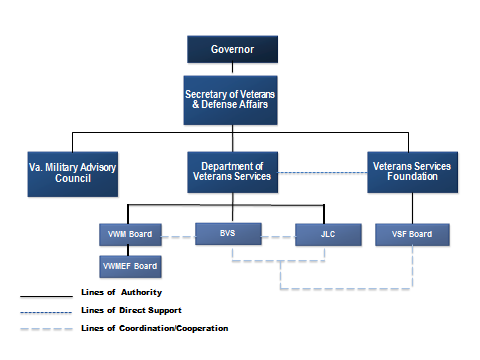 Governor
Secretary of Veterans
& Defense Affairs
Va. Military Advisory
Council
Department of
Veterans Services
Veterans Services
Foundation
VWM Board
BVS
JLC
VSF Board
VWMEF Board
Lines of Authority
Lines of Direct Support
Lines of Coordination/Cooperation